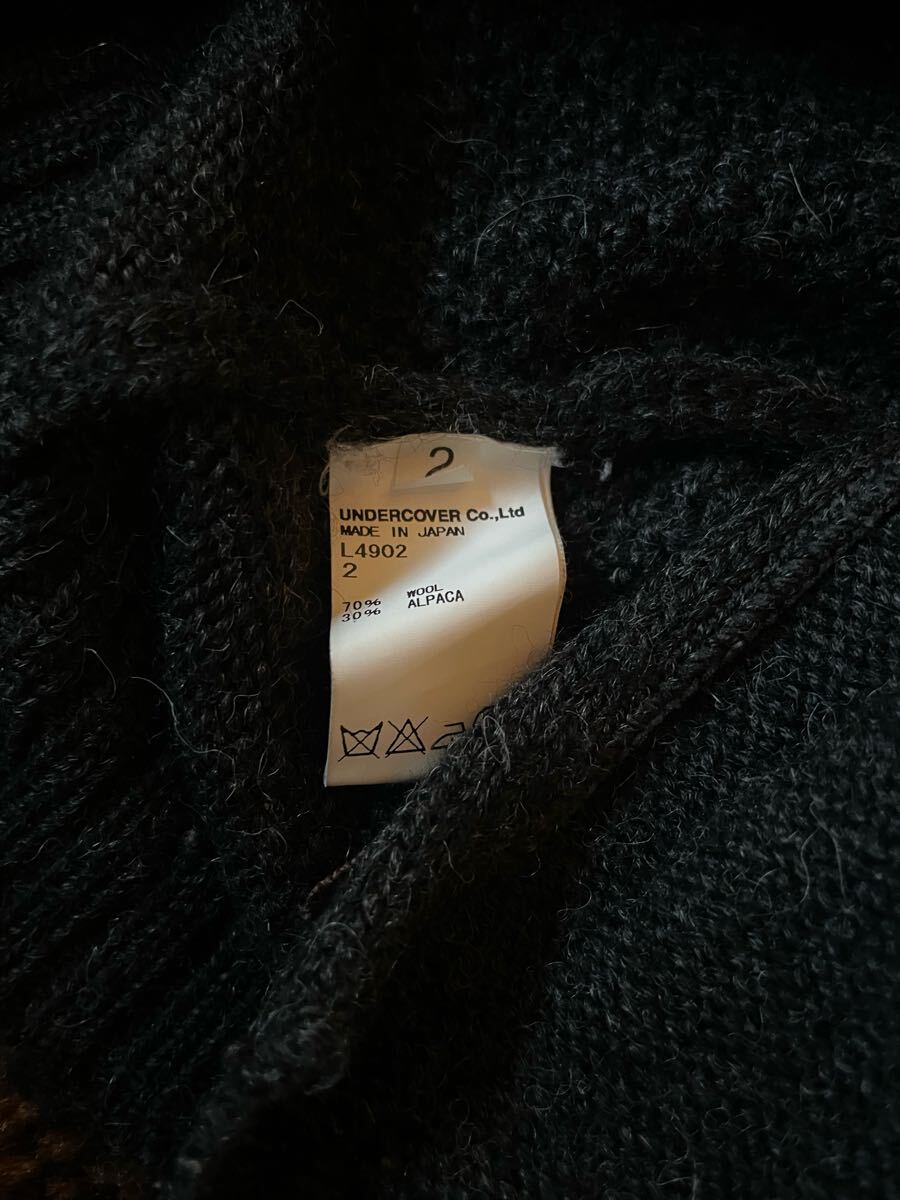 2
UNDERCOVER Co.,Ltd
MADE IN JAPAN
L4902
2
70% WOOL
30% ALPACA